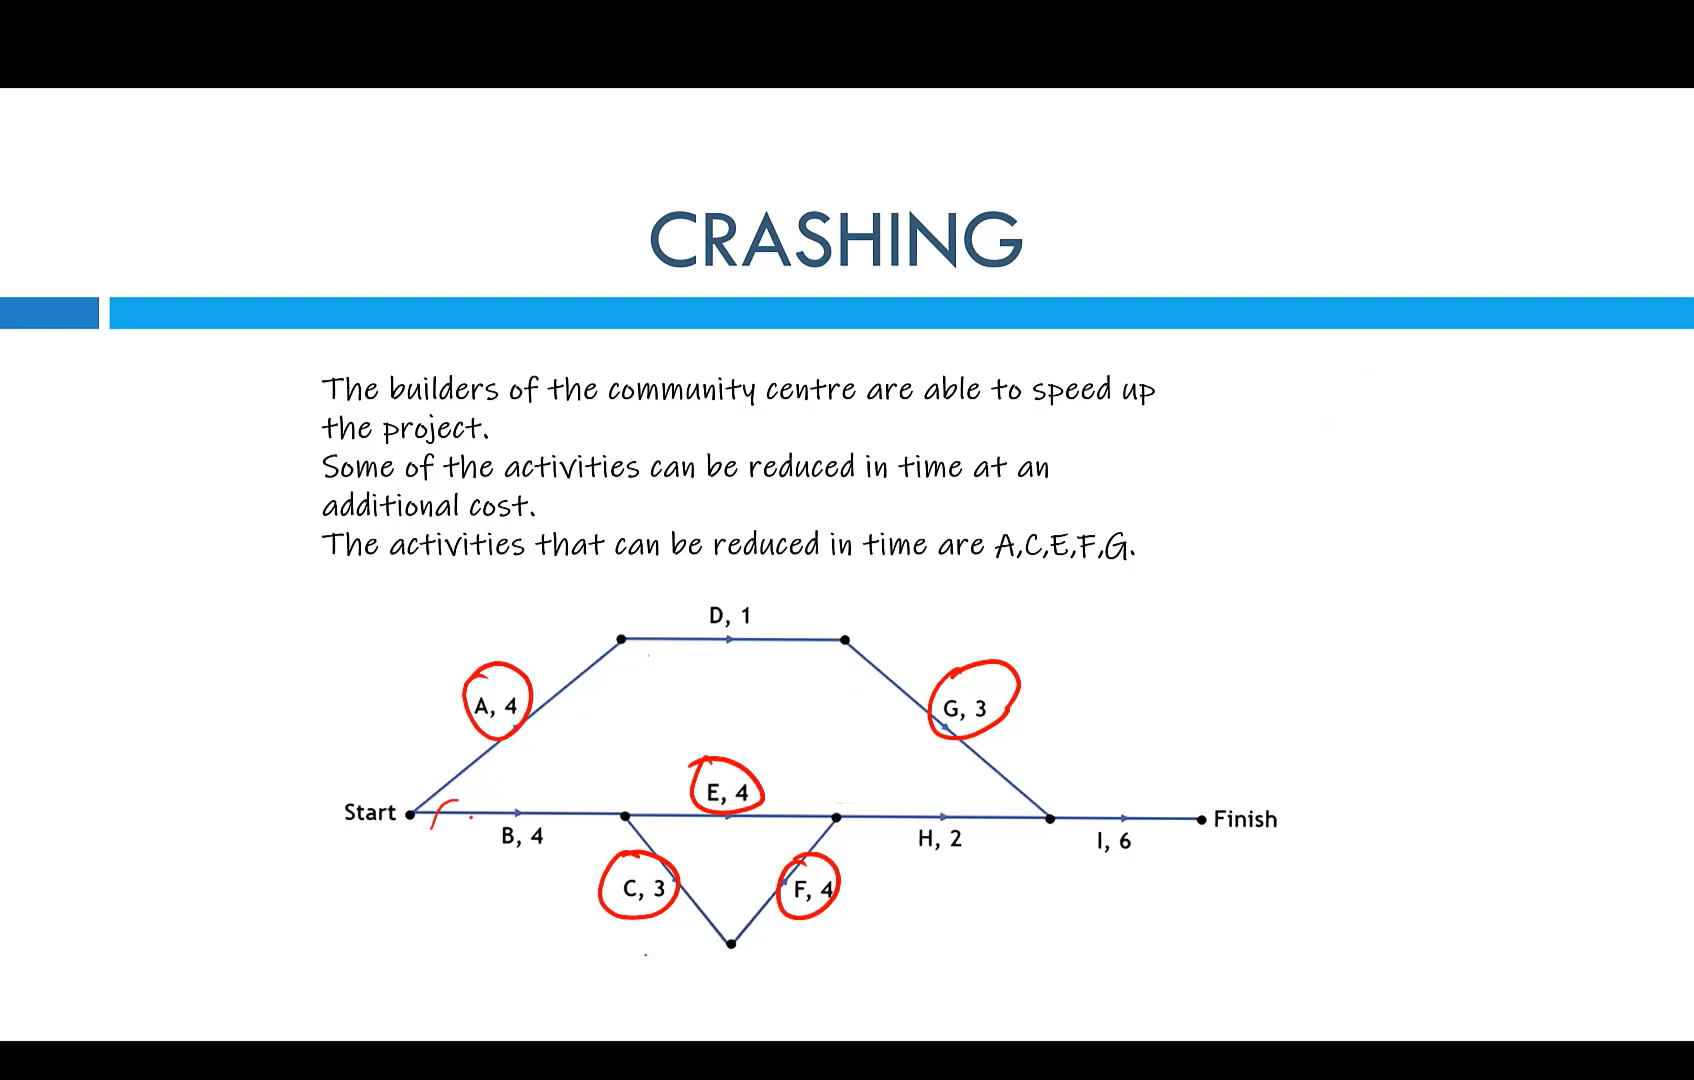 CRASHING
The builders of the community centre are able to speed up
the project.
Some of the activities can be reduced in time at an
additional cost.
The activities that can be reduced in time are A,C,E,F,G.
D, 1
A, 4
G, 3
E, 4
Start
Finish
B, 4
H, 2
I, 6
C, 3
F, 4